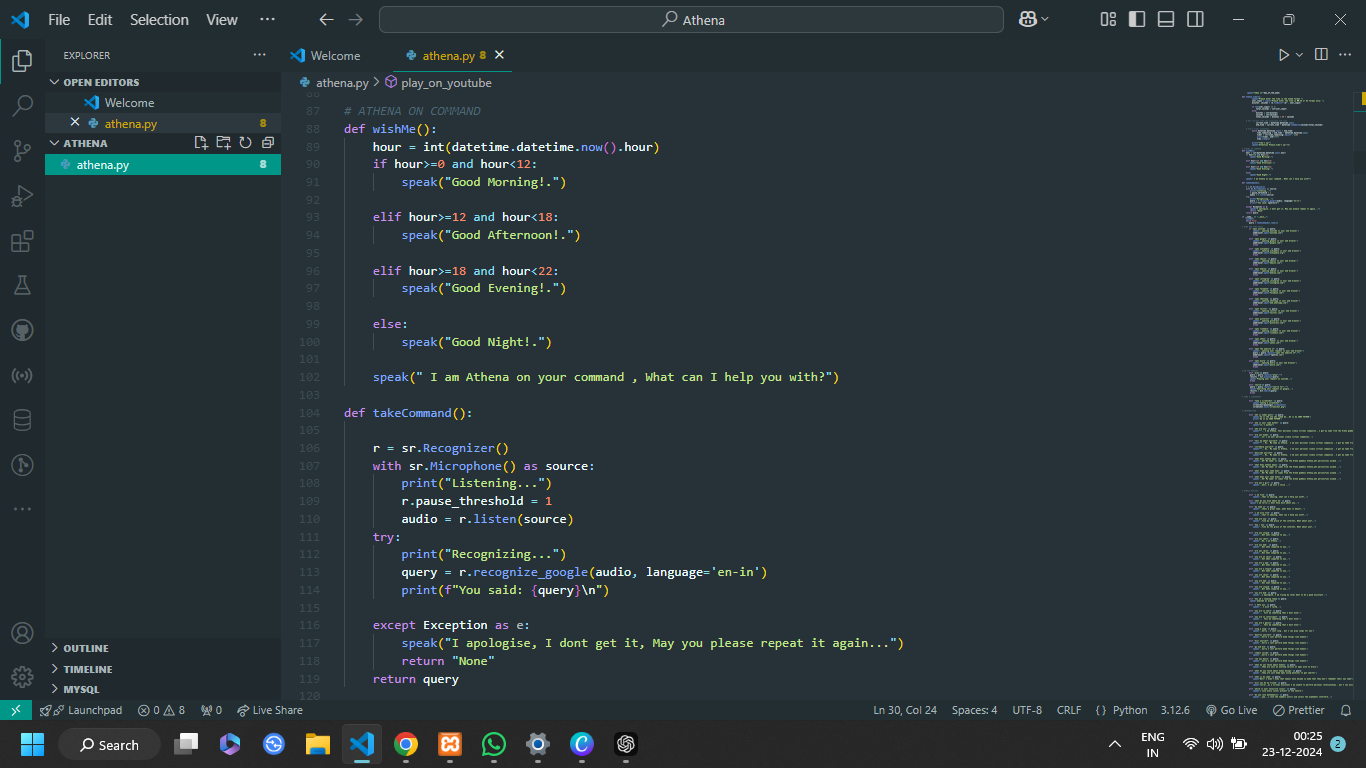 File Edit Selection View ··· Athena
EXPLORER ···
OPEN EDITORS
Welcome
athena.py 8
ATHENA
athena.py 8
OUTLINE
TIMELINE
MYSQL
Welcome athena.py 8
athena.py > play_on_youtube
86
87 # ATHENA ON COMMAND
88 def wishMe():
89 hour = int(datetime.datetime.now().hour)
90 if hour>=0 and hour<12:
91 speak("Good Morning!.")
92
93 elif hour>=12 and hour<18:
94 speak("Good Afternoon!.")
95
96 elif hour>=18 and hour<22:
97 speak("Good Evening!.")
98
99 else:
100 speak("Good Night!.")
101
102 speak(" I am Athena on your command , What can I help you with?")
103
104 def takeCommand():
105
106 r = sr.Recognizer()
107 with sr.Microphone() as source:
108 print("Listening...")
109 r.pause_threshold = 1
110 audio = r.listen(source)
111 try:
112 print("Recognizing...")
113 query = r.recognize_google(audio, language='en-in')
114 print(f"You said: {query}\n")
115
116 except Exception as e:
117 speak("I apologise, I dont get it, May you please repeat it again...")
118 return "None"
119 return query
120
Launchpad 0 8 0 Live Share Ln 30, Col 24 Spaces: 4 UTF-8 CRLF { } Python 3.12.6 Go Live Prettier
Search
ENG
IN
00:25
23-12-2024
2